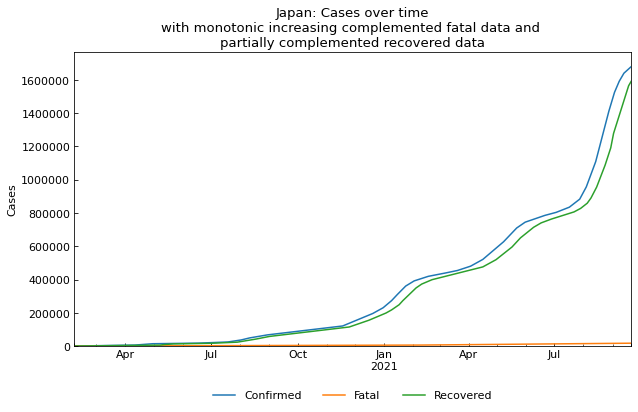 Japan: Cases over time
with monotonic increasing complemented fatal data and
partially complemented recovered data
1600000
1400000
1200000
1000000
800000
600000
400000
200000
0
Cases
Apr
Jul
Oct
Jan
2021
Apr
Jul
Confirmed
Fatal
Recovered